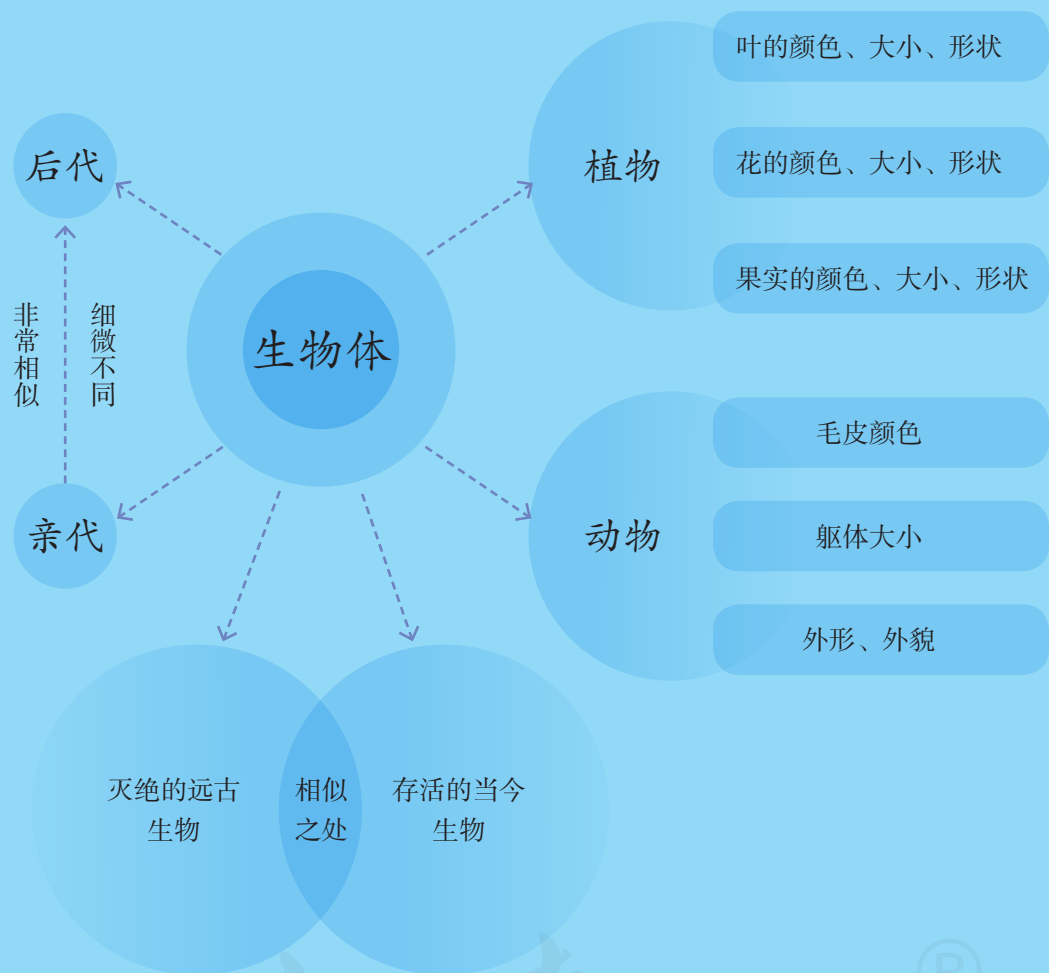 叶的颜色、大小、形状
后代
植物
花的颜色、大小、形状
果实的颜色、大小、形状
非常相似
细微不同
生物体
毛皮颜色
亲代
动物
躯体大小
外形、外貌
灭绝的远古
生物
相似
之处
存活的当今
生物
®